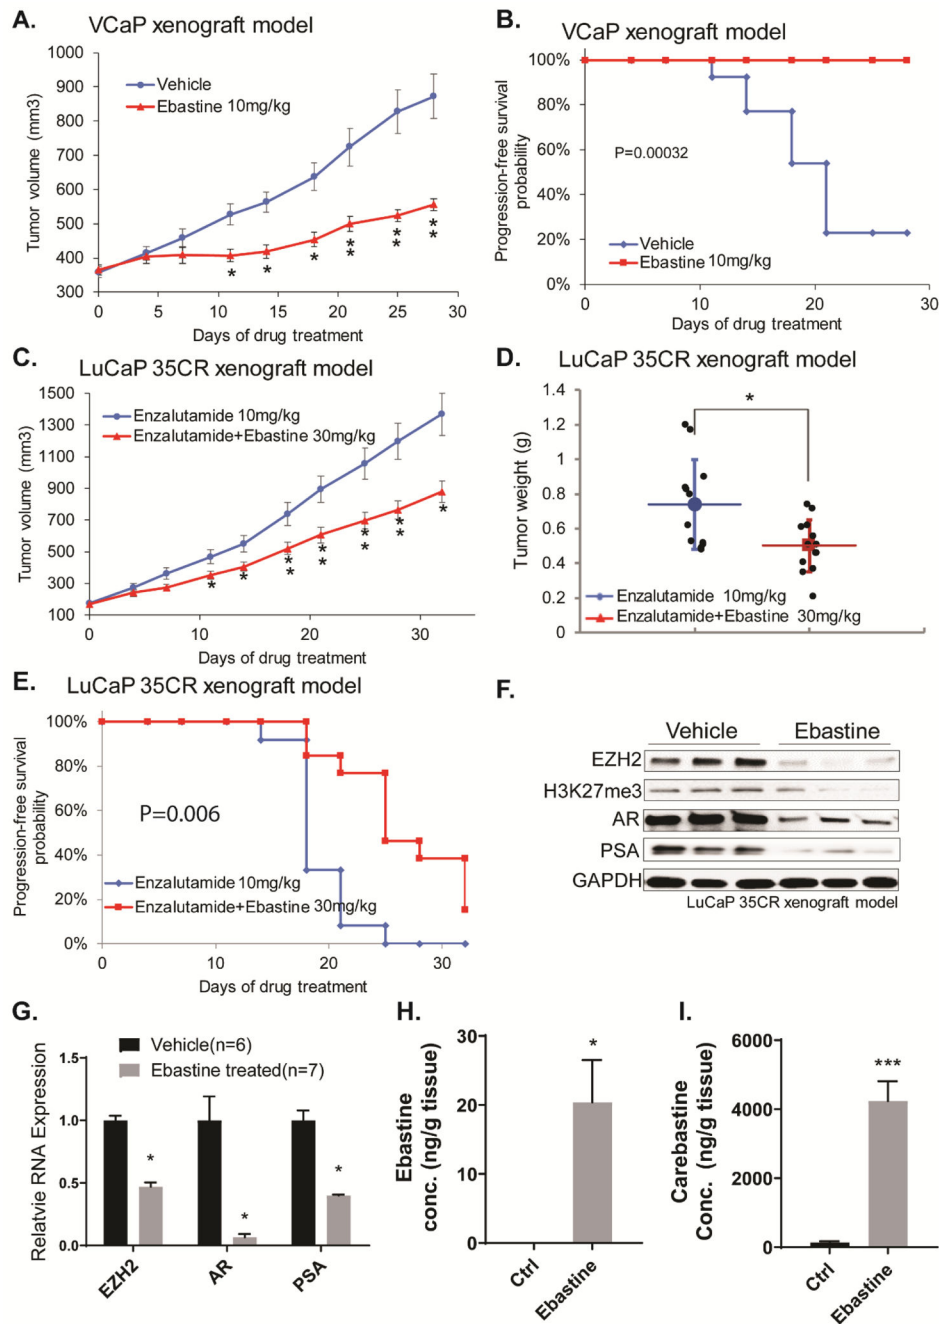 A.
VCaP xenograft model
Tumor volume (mm3)
1000
900
800
700
600
500
400
300
Vehicle
Ebastine 10mg/kg
* * * ** ** **
0 5 10 15 20 25 30
Days of drug treatment
B.
VCaP xenograft model
Progression-free survival
probability
100%
80%
60%
40%
20%
0%
P=0.00032
Vehicle
Ebastine 10mg/kg
0 10 20 30
Days of drug treatment
C.
LuCaP 35CR xenograft model
Tumor volume (mm3)
1500
1300
1100
900
700
500
300
100
Enzalutamide 10mg/kg
Enzalutamide+Ebastine 30mg/kg
* * ** ** ** ** *
0 10 20 30
Days of drug treatment
D.
LuCaP 35CR xenograft model
Tumor weight (g)
1.4
1.2
1
0.8
0.6
0.4
0.2
0
*
Enzalutamide 10mg/kg
Enzalutamide+Ebastine 30mg/kg
E.
LuCaP 35CR xenograft model
Progression-free survival
probability
100%
80%
60%
40%
20%
0%
P=0.006
Enzalutamide 10mg/kg
Enzalutamide+Ebastine 30mg/kg
0 10 20 30
Days of drug treatment
F.
Vehicle Ebastine
EZH2
H3K27me3
AR
PSA
GAPDH
LuCaP 35CR xenograft model
G.
Relatvie RNA Expression
Vehicle(n=6)
Ebastine treated(n=7)
1.5
1.0
0.5
0.0
* * *
EZH2 AR PSA
H.
Ebastine
conc. (ng/g tissue)
30
20
10
0
*
Ctrl Ebastine
I.
Carebastine
Conc. (ng/g tissue)
6000
4000
2000
0
***
Ctrl Ebastine